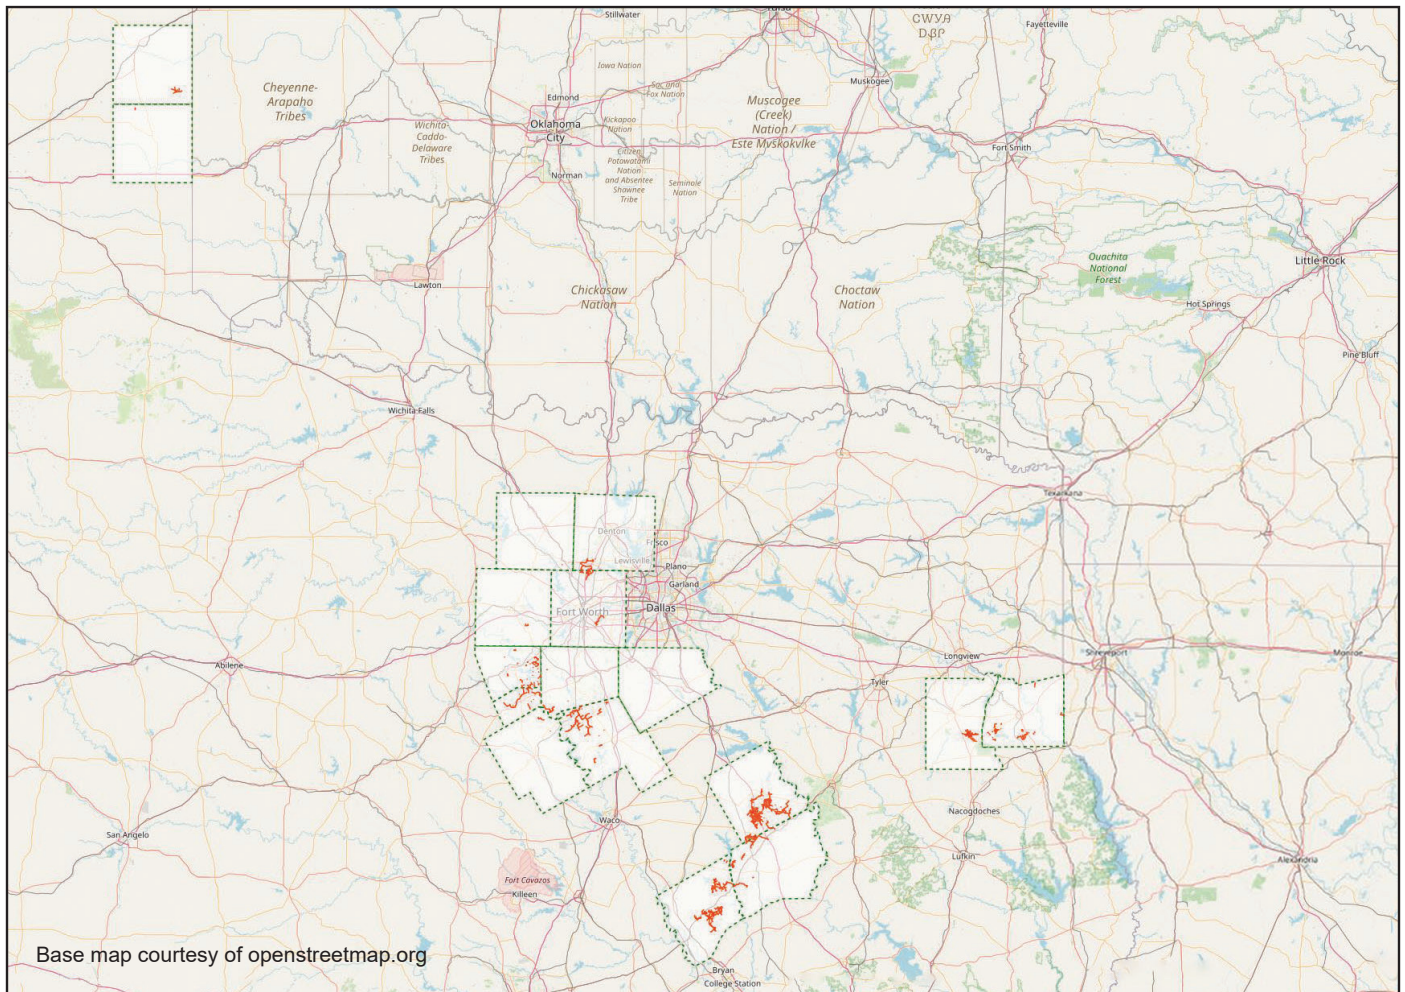 Stillwater
Tulsa
ᏣᎳᎩ
ᎠᏰᎵ
Fayetteville
Iowa Nation
Sac and
Fox Nation
Muskogee
Cheyenne-
Arapaho
Tribes
Edmond
Oklahoma
City
Kickapoo
Nation
Muscogee
(Creek)
Nation /
Este Mvskokvlke
Wichita-
Caddo-
Delaware
Tribes
Citizen
Potawatami
Nation
and Absentee
Shawnee
Tribe
Fort Smith
Norman
Seminole
Nation
Little Rock
Ouachita
National
Forest
Lawton
Chickasaw
Nation
Choctaw
Nation
Hot Springs
Pine Bluff
Wichita Falls
Texarkana
Denton
Frisco
Lewisville
Plano
Garland
Fort Worth
Dallas
Abilene
Longview
Shreveport
Monroe
Tyler
Waco
Nacogdoches
San Angelo
Lufkin
Alexandria
Fort Cavazos
Killeen
Base map courtesy of openstreetmap.org
Bryan
College Station